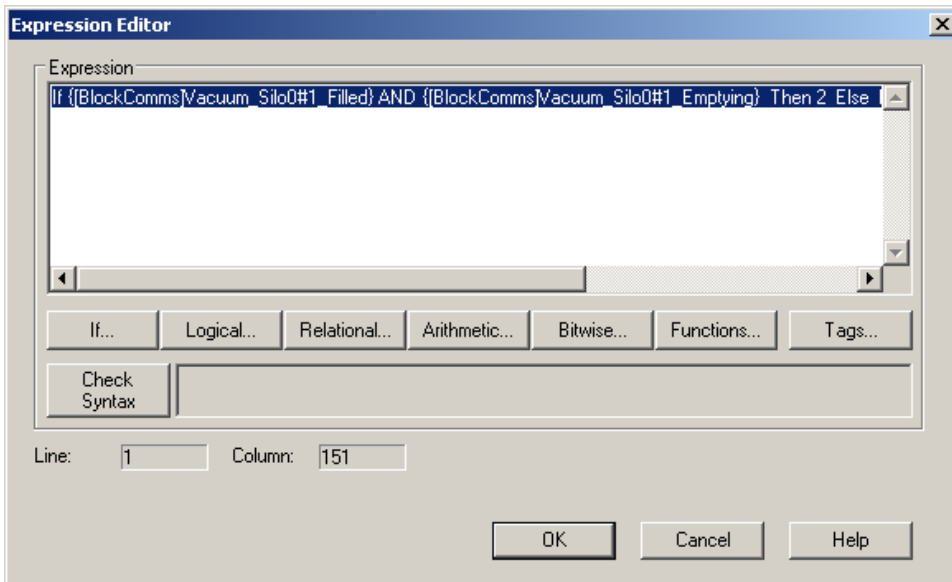 Expression Editor
Expression
If {[BlockComms]Vacuum_Silo0#1_Filled} AND {[BlockComms]Vacuum_Silo0#1_Emptying}  Then 2  Else
If...
Logical...
Relational...
Arithmetic...
Bitwise...
Functions...
Tags...
Check
Syntax
Line:
1
Column:
151
OK
Cancel
Help